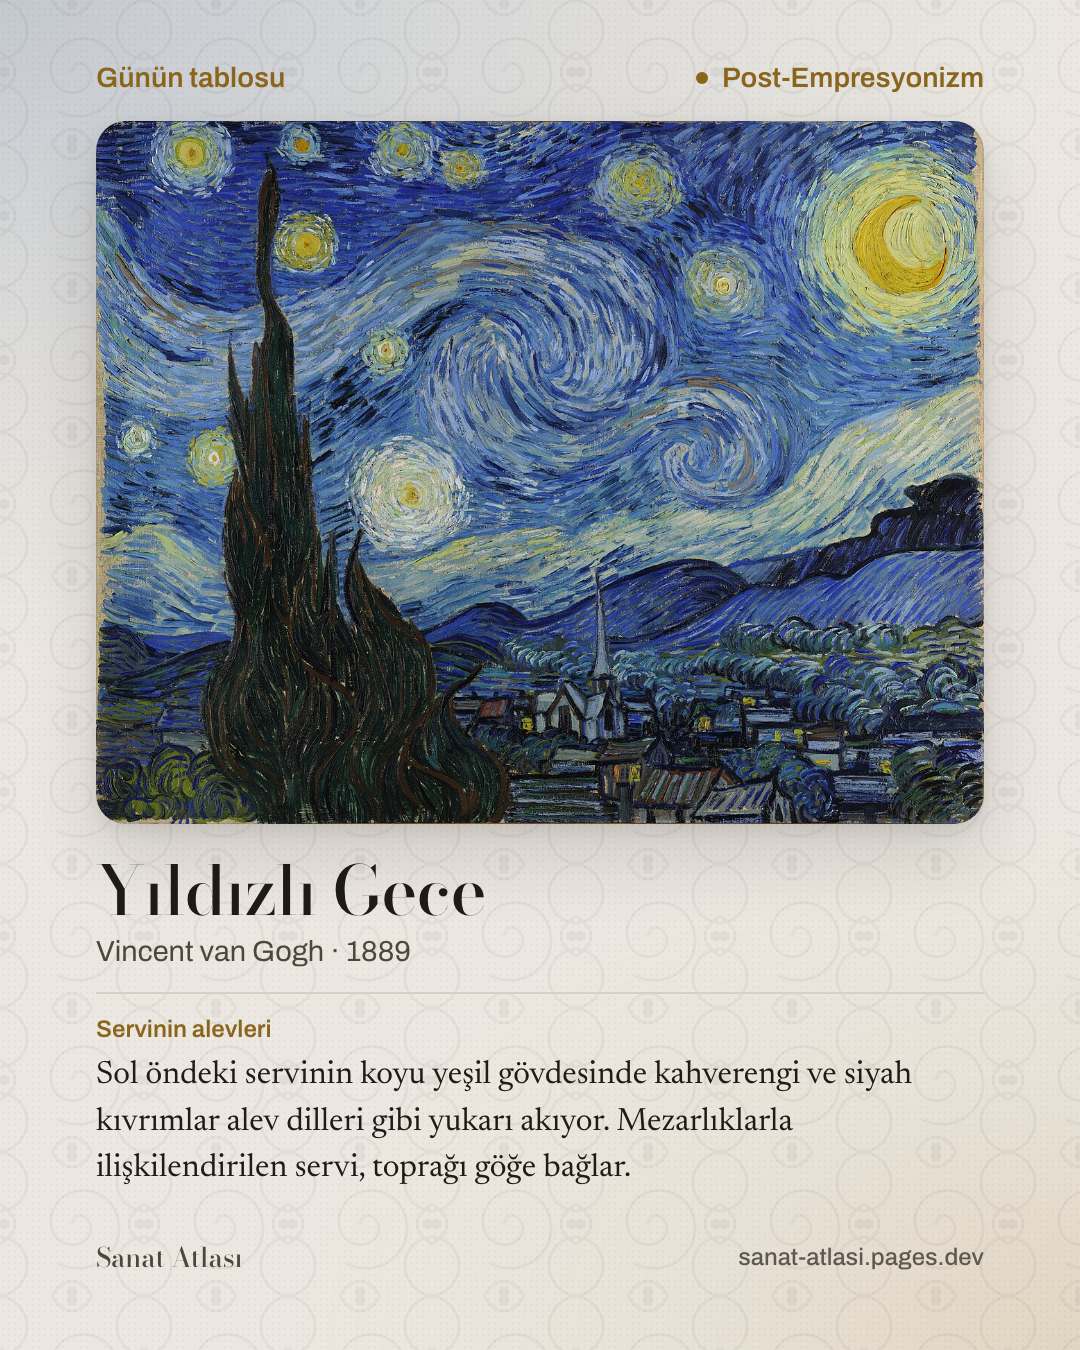 Günün tablosu
• Post-Empresyonizm
Yıldızlı Gece
Vincent van Gogh · 1889
Servinin alevleri
Sol öndeki servinin koyu yeşil gövdesinde kahverengi ve siyah
kıvrımlar alev dilleri gibi yukarı akıyor. Mezarlıklarla
ilişkilendirilen servi, toprağı göğe bağlar.
Sanat Atlası
sanat-atlasi.pages.dev